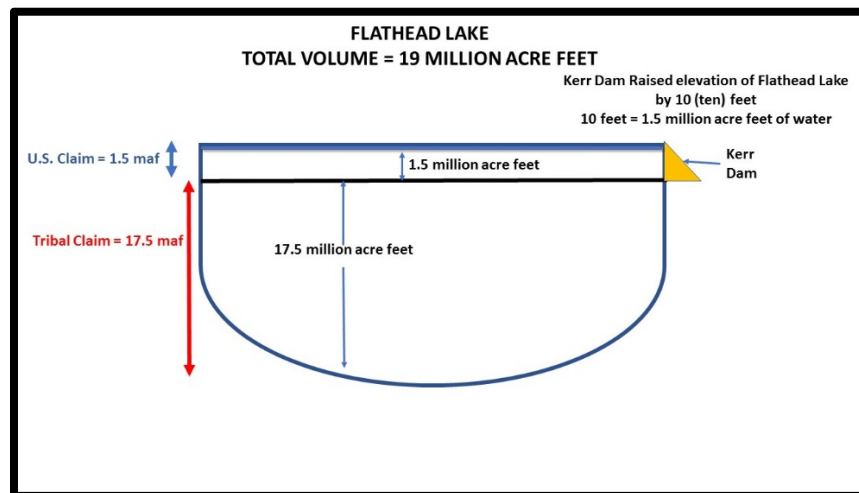 FLATHEAD LAKE
TOTAL VOLUME = 19 MILLION ACRE FEET
Kerr Dam Raised elevation of Flathead Lake
by 10 (ten) feet
10 feet = 1.5 million acre feet of water
U.S. Claim = 1.5 maf
1.5 million acre feet
Kerr
Dam
Tribal Claim = 17.5 maf
17.5 million acre feet